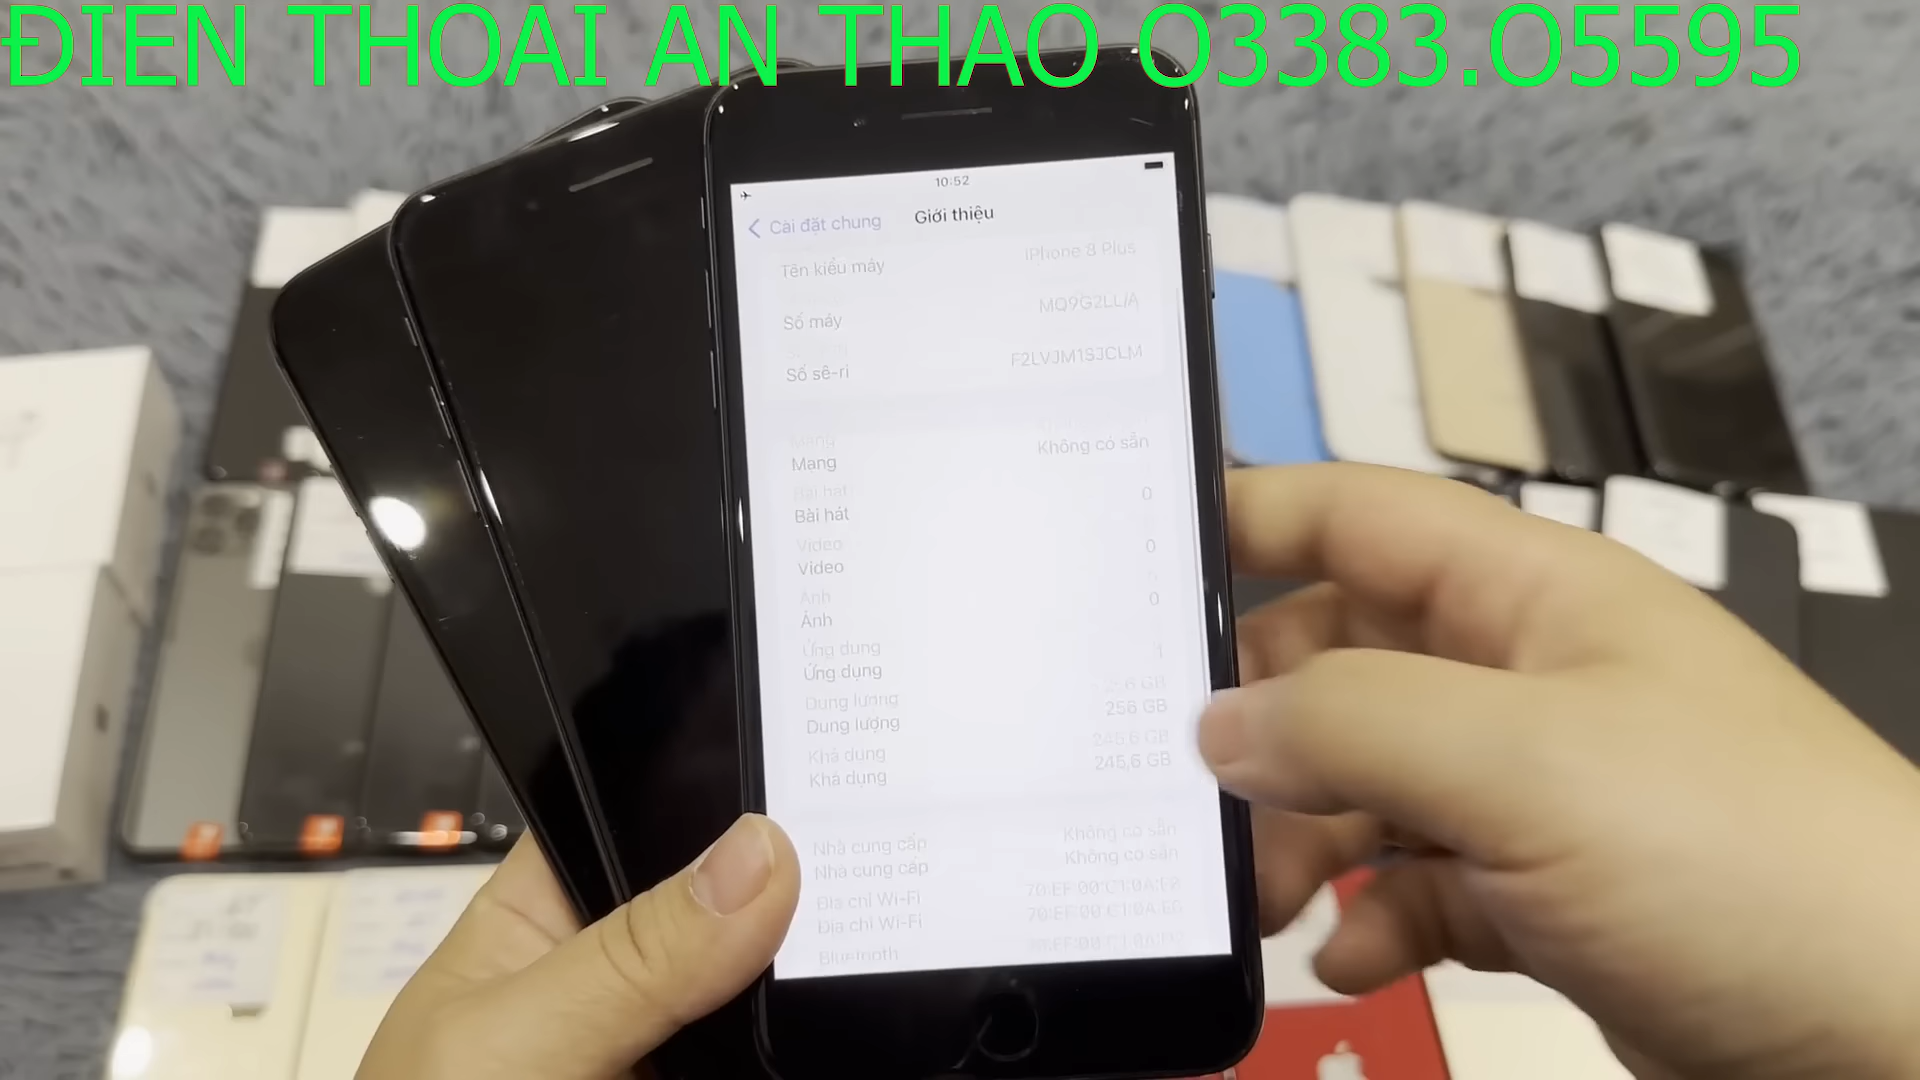 ĐIEN THOAI AN THAO O3383.O5595
10:52
Cài đặt chung Giới thiệu
Tên kiểu máy iPhone 8 Plus
Số máy MQ9G2LL/A
Số sê-ri F2LVJM1SJCLM
Mạng Không có sẵn
Bài hát 0
Video 0
Ảnh 0
Ứng dụng 1
Dung lượng 256 GB
Khả dụng 245,6 GB
Nhà cung cấp Không có sẵn
Địa chỉ Wi-Fi
Bluetooth